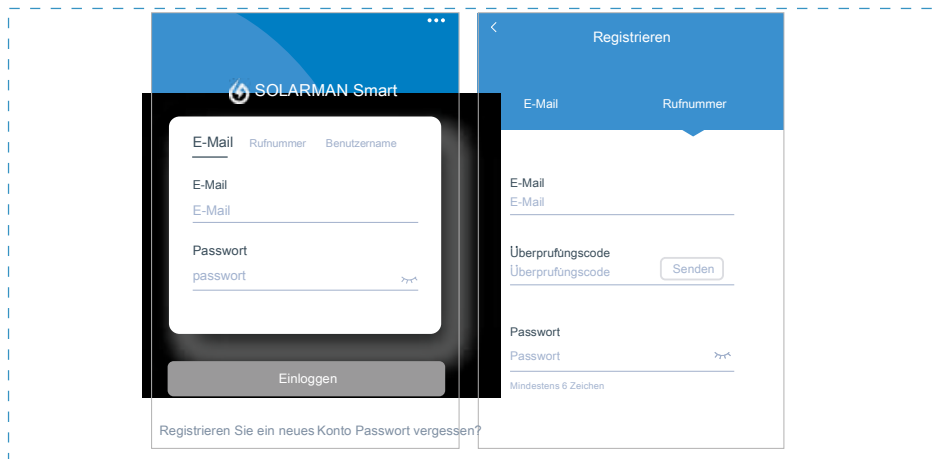 SOLARMAN Smart
E-Mail Rufnummer Benutzername
E-Mail
E-Mail
Passwort
passwort
Einloggen
Registrieren Sie ein neues Konto Passwort vergessen?
Registrieren
E-Mail Rufnummer
E-Mail
E-Mail
Überprufüngscode
Überprufüngscode Senden
Passwort
Passwort
Mindestens 6 Zeichen